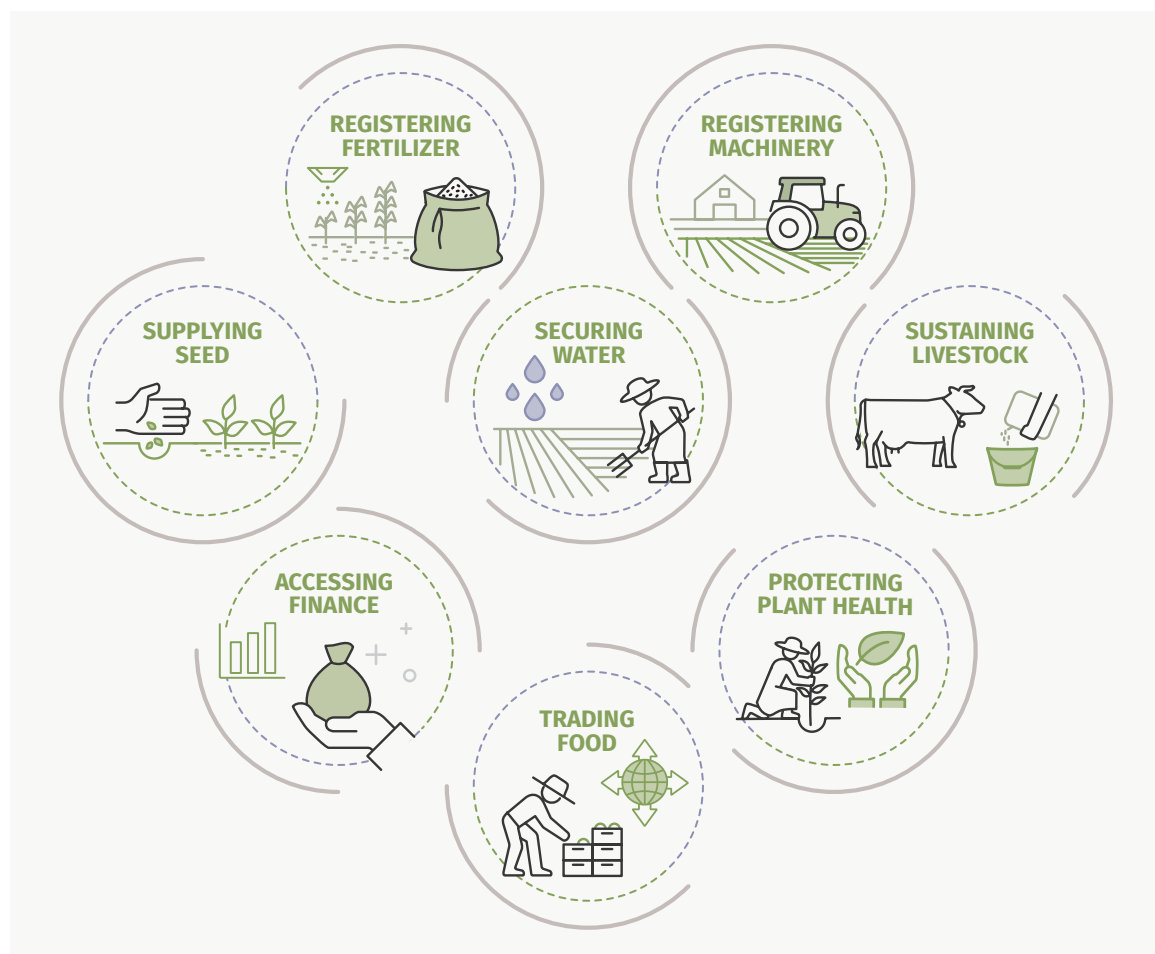 REGISTERING
FERTILIZER
REGISTERING
MACHINERY
SUPPLYING
SEED
SECURING
WATER
SUSTAINING
LIVESTOCK
ACCESSING
FINANCE
PROTECTING
PLANT HEALTH
TRADING
FOOD